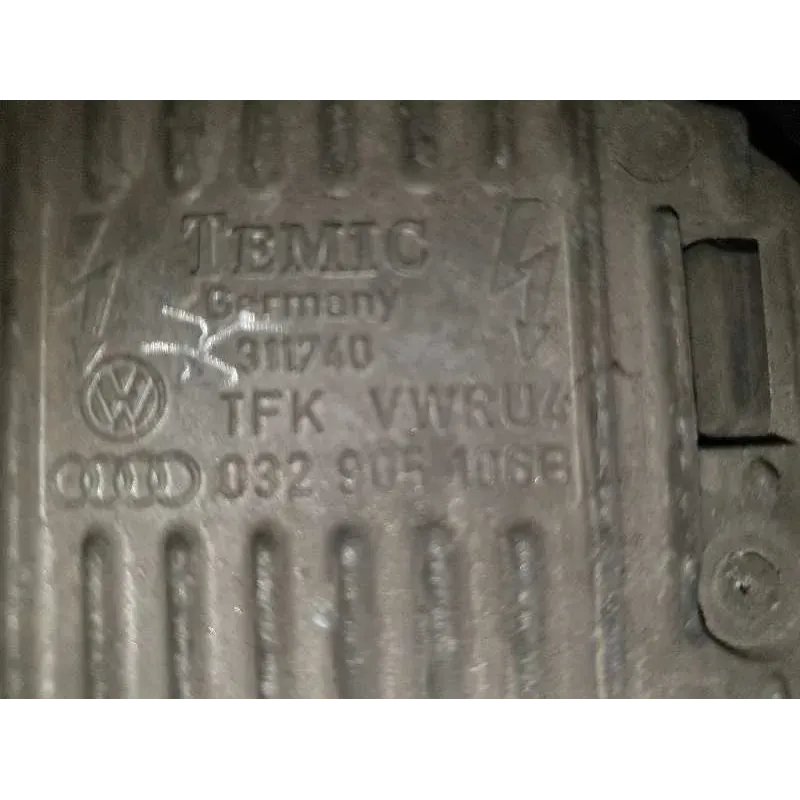 TEMIC
Germany
311740
TFK VWRU4
032 905 106B